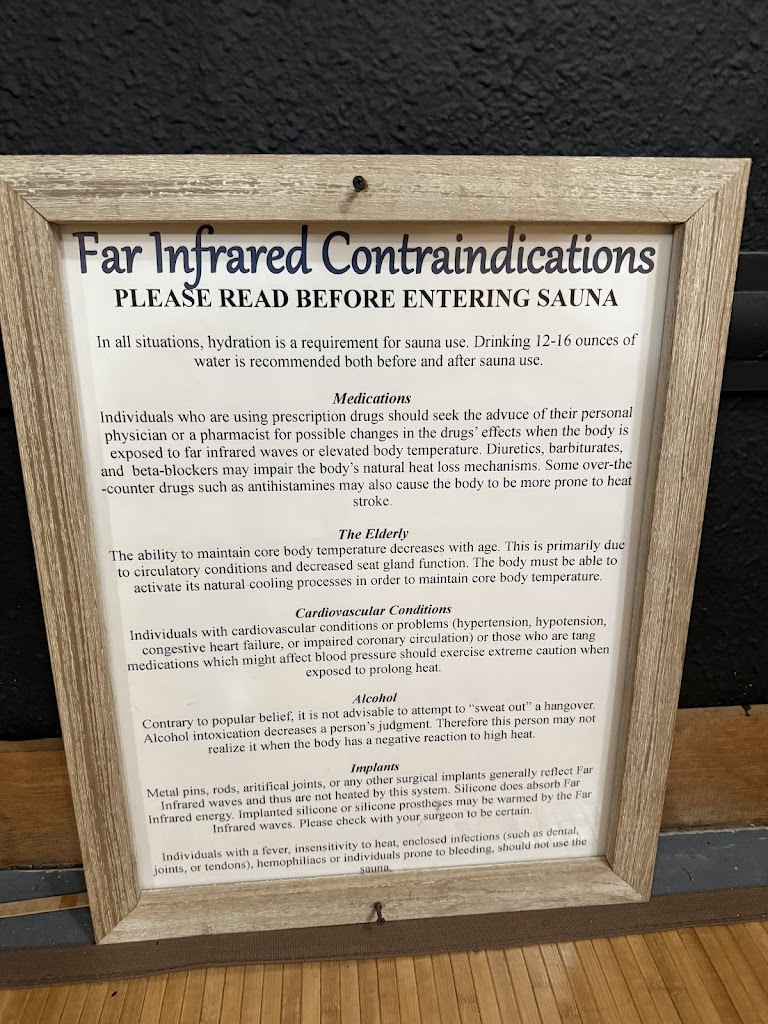 Far Infrared Contraindications
PLEASE READ BEFORE ENTERING SAUNA
In all situations, hydration is a requirement for sauna use. Drinking 12-16 ounces of
water is recommended both before and after sauna use.
Medications
Individuals who are using prescription drugs should seek the advuce of their personal
physician or a pharmacist for possible changes in the drugs' effects when the body is
exposed to far infrared waves or elevated body temperature. Diuretics, barbiturates,
and beta-blockers may impair the body's natural heat loss mechanisms. Some over-the
-counter drugs such as antihistamines may also cause the body to be more prone to heat
stroke.
The Elderly
The ability to maintain core body temperature decreases with age. This is primarily due
to circulatory conditions and decreased seat gland function. The body must be able to
activate its natural cooling processes in order to maintain core body temperature.
Cardiovascular Conditions
Individuals with cardiovascular conditions or problems (hypertension, hypotension,
congestive heart failure, or impaired coronary circulation) or those who are tang
medications which might affect blood pressure should exercise extreme caution when
exposed to prolong heat.
Alcohol
Contrary to popular belief, it is not advisable to attempt to "sweat out" a hangover.
Alcohol intoxication decreases a person's judgment. Therefore this person may not
realize it when the body has a negative reaction to high heat.
Implants
Metal pins, rods, aritifical joints, or any other surgical implants generally reflect Far
Infrared waves and thus are not heated by this system. Silicone does absorb Far
Infrared energy. Implanted silicone or silicone prostheses may be warmed by the Far
Infrared waves. Please check with your surgeon to be certain.
Individuals with a fever, insensitivity to heat, enclosed infections (such as dental,
joints, or tendons), hemophiliacs or individuals prone to bleeding, should not use the
sauna.